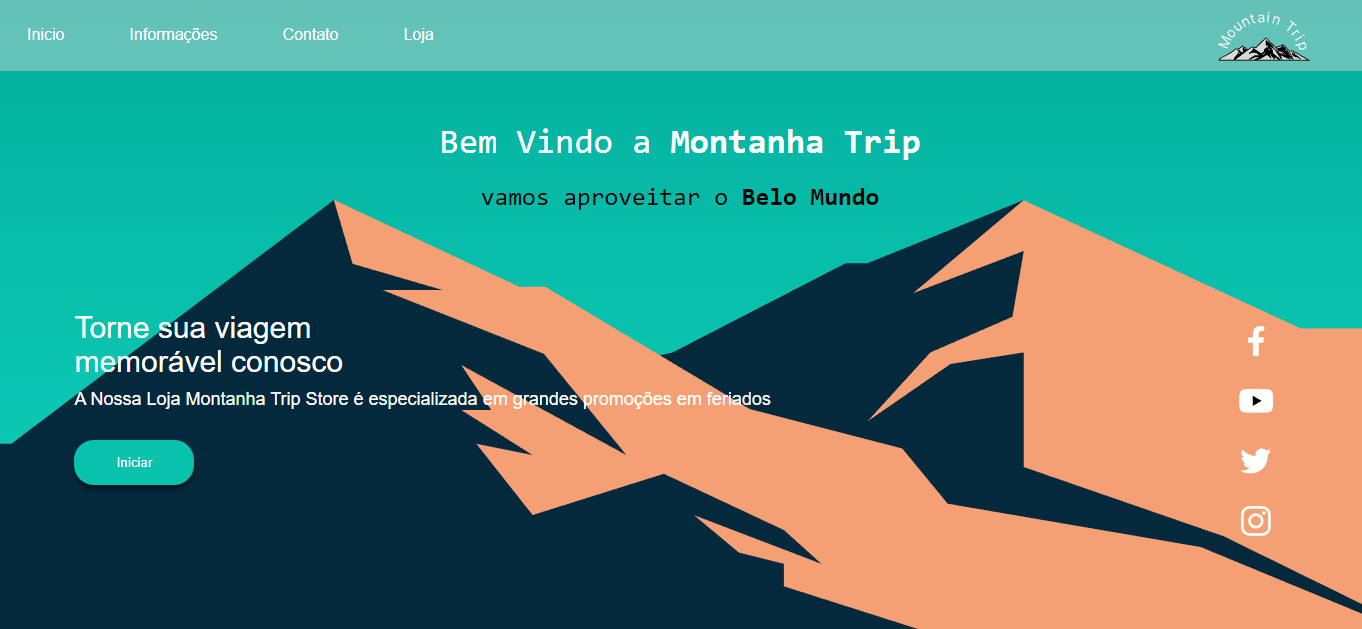 Inicio
Informações
Contato
Loja
Mountain Trip
Bem Vindo a Montanha Trip
vamos aproveitar o Belo Mundo
Torne sua viagem
memorável conosco
A Nossa Loja Montanha Trip Store é especializada em grandes promoções em feriados
Iniciar